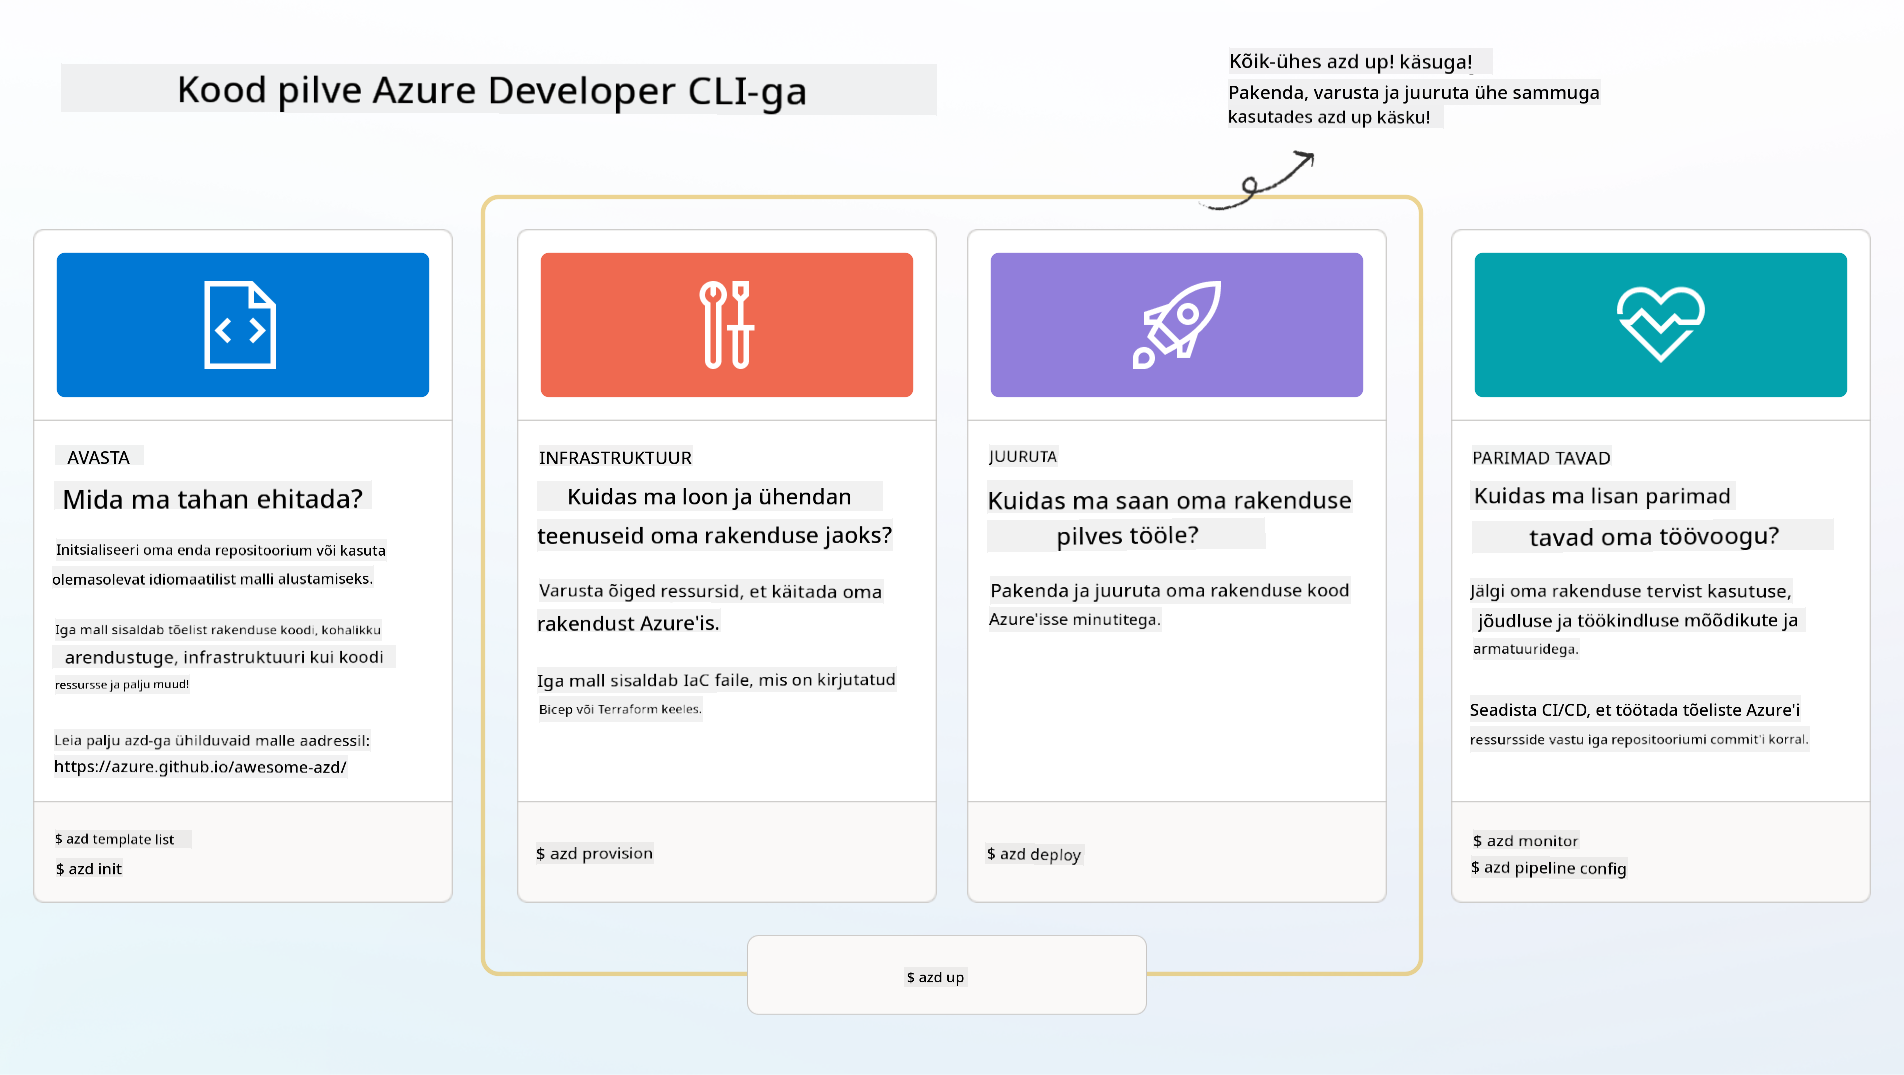 Kood pilve Azure Developer CLI-ga
Kõik-ühes azd up! käsuga!
Pakenda, varusta ja juuruta ühe sammuga
kasutades azd up käsku!
AVASTA
Mida ma tahan ehitada?
Initsialiseeri oma enda repositoorium või kasuta
olemasolevat idiomaatilist malli alustamiseks.
Iga mall sisaldab tõelist rakenduse koodi, kohalikku
arendustuge, infrastruktuuri kui koodi
ressursse ja palju muud!
Leia palju azd-ga ühilduvaid malle aadressil:
https://azure.github.io/awesome-azd/
$ azd template list
$ azd init
INFRASTRUKTUUR
Kuidas ma loon ja ühendan
teenuseid oma rakenduse jaoks?
Varusta õiged ressursid, et käitada oma
rakendust Azure'is.
Iga mall sisaldab IaC faile, mis on kirjutatud
Bicep või Terraform keeles.
$ azd provision
JUURUTA
Kuidas ma saan oma rakenduse
pilves tööle?
Pakenda ja juuruta oma rakenduse kood
Azure'isse minutitega.
$ azd deploy
PARIMAD TAVAD
Kuidas ma lisan parimad
tavad oma töövoogu?
Jälgi oma rakenduse tervist kasutuse,
jõudluse ja töökindluse mõõdikute ja
armatuuridega.
Seadista CI/CD, et töötada tõeliste Azure'i
ressursside vastu iga repositooriumi commit'i korral.
$ azd monitor
$ azd pipeline config
$ azd up